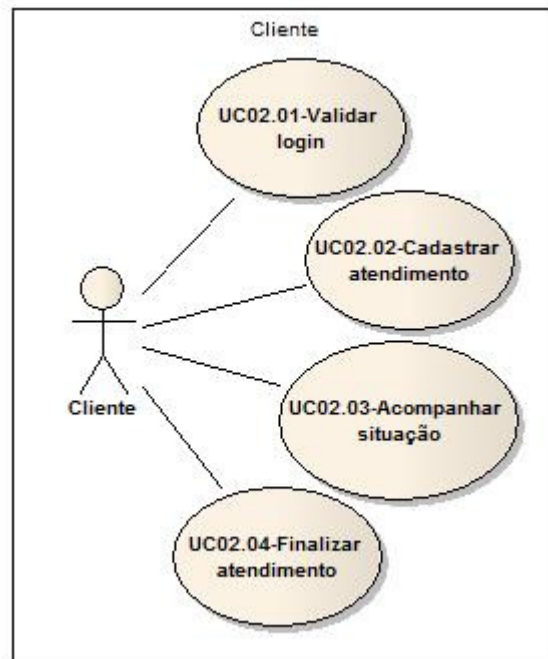 Cliente
UC02.01-Validar
login
UC02.02-Cadastrar
atendimento
Cliente
UC02.03-Acompanhar
situação
UC02.04-Finalizar
atendimento